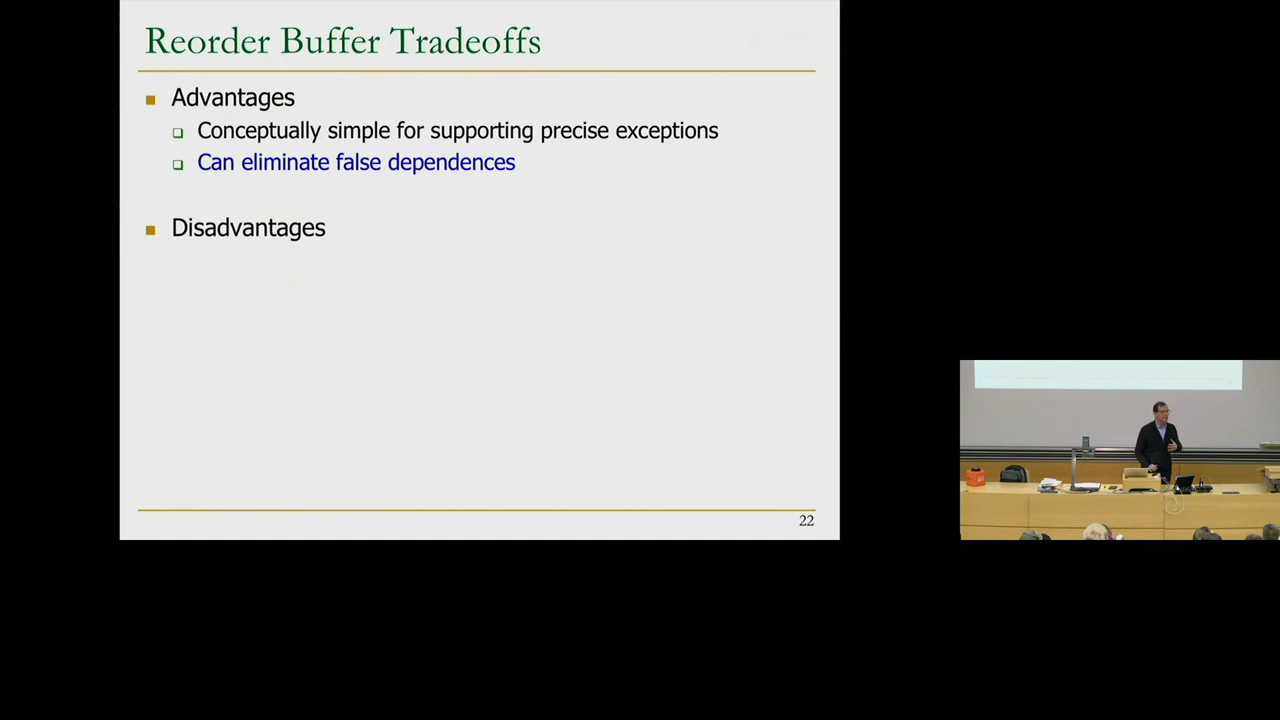 Reorder Buffer Tradeoffs
Advantages
Conceptually simple for supporting precise exceptions
Can eliminate false dependences
Disadvantages
22